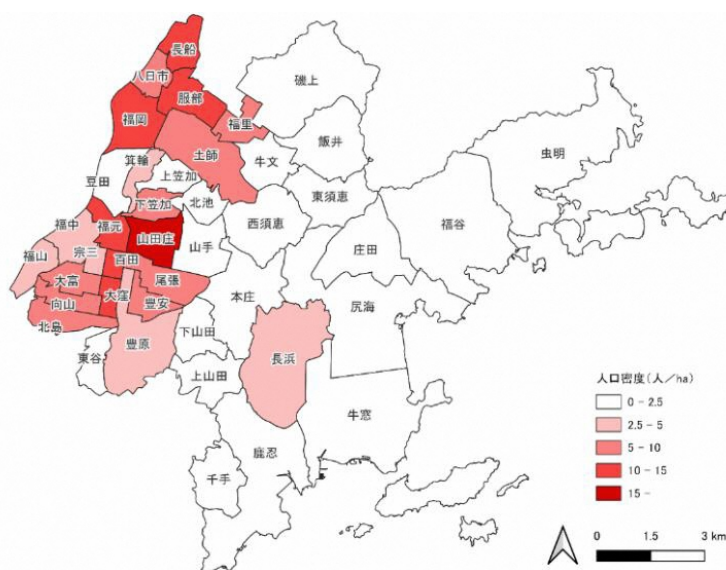 長船
八日市
服部
磯上
福岡
福里
土師
飯井
虫明
箕輪
牛文
豆田
上笠加
東須恵
下笠加
北池
西須恵
福谷
福中
福元
山田庄
山手
庄田
福山
宗三
百田
大富
尾張
本庄
向山
大窪
豊安
尻海
北島
下山田
豊原
東谷
長浜
上山田
牛窓
鹿忍
千手
人口密度(人/ha)
0 - 2.5
2.5 - 5
5 - 10
10 - 15
15 -
0 1.5 3 km